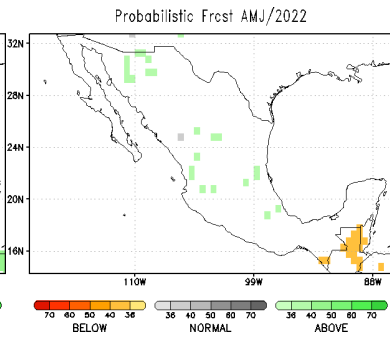 Probabilistic Frcst AMJ/2022
32N
28N
24N
20N
16N
110W 99W 88W
70 60 50 40 36 36 40 50 60 70 36 40 50 60 70
BELOW NORMAL ABOVE